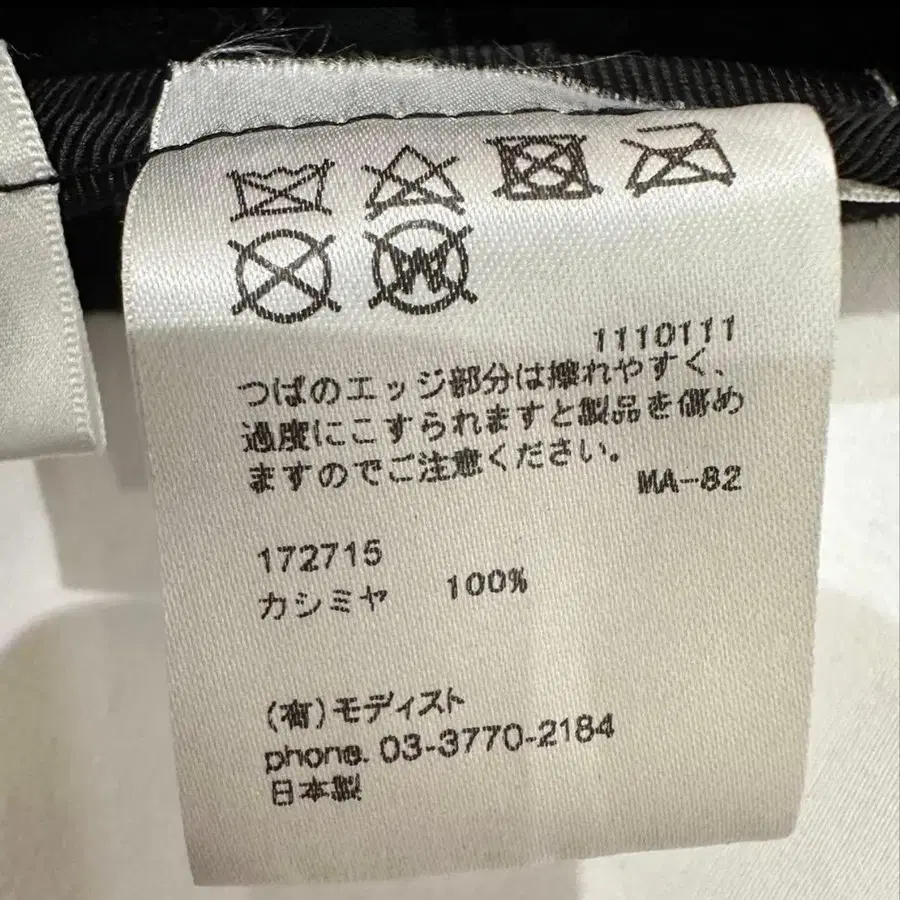 W
1110111
つばのエッジ部分は擦れやすく、
過度にこすられますと製品を傷め
ますのでご注意ください。
MA-82
172715
カシミヤ 100%
(有)モディスト
phone. 03-3770-2184
日本製